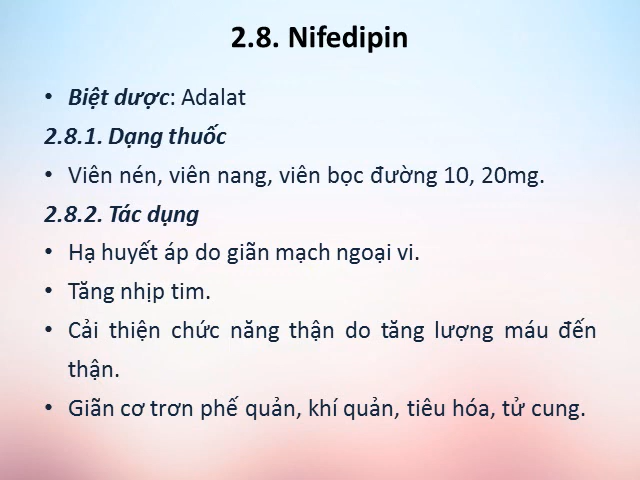 2.8. Nifedipin
• Biệt dược: Adalat
2.8.1. Dạng thuốc
• Viên nén, viên nang, viên bọc đường 10, 20mg.
2.8.2. Tác dụng
• Hạ huyết áp do giãn mạch ngoại vi.
• Tăng nhịp tim.
• Cải thiện chức năng thận do tăng lượng máu đến
thận.
• Giãn cơ trơn phế quản, khí quản, tiêu hóa, tử cung.